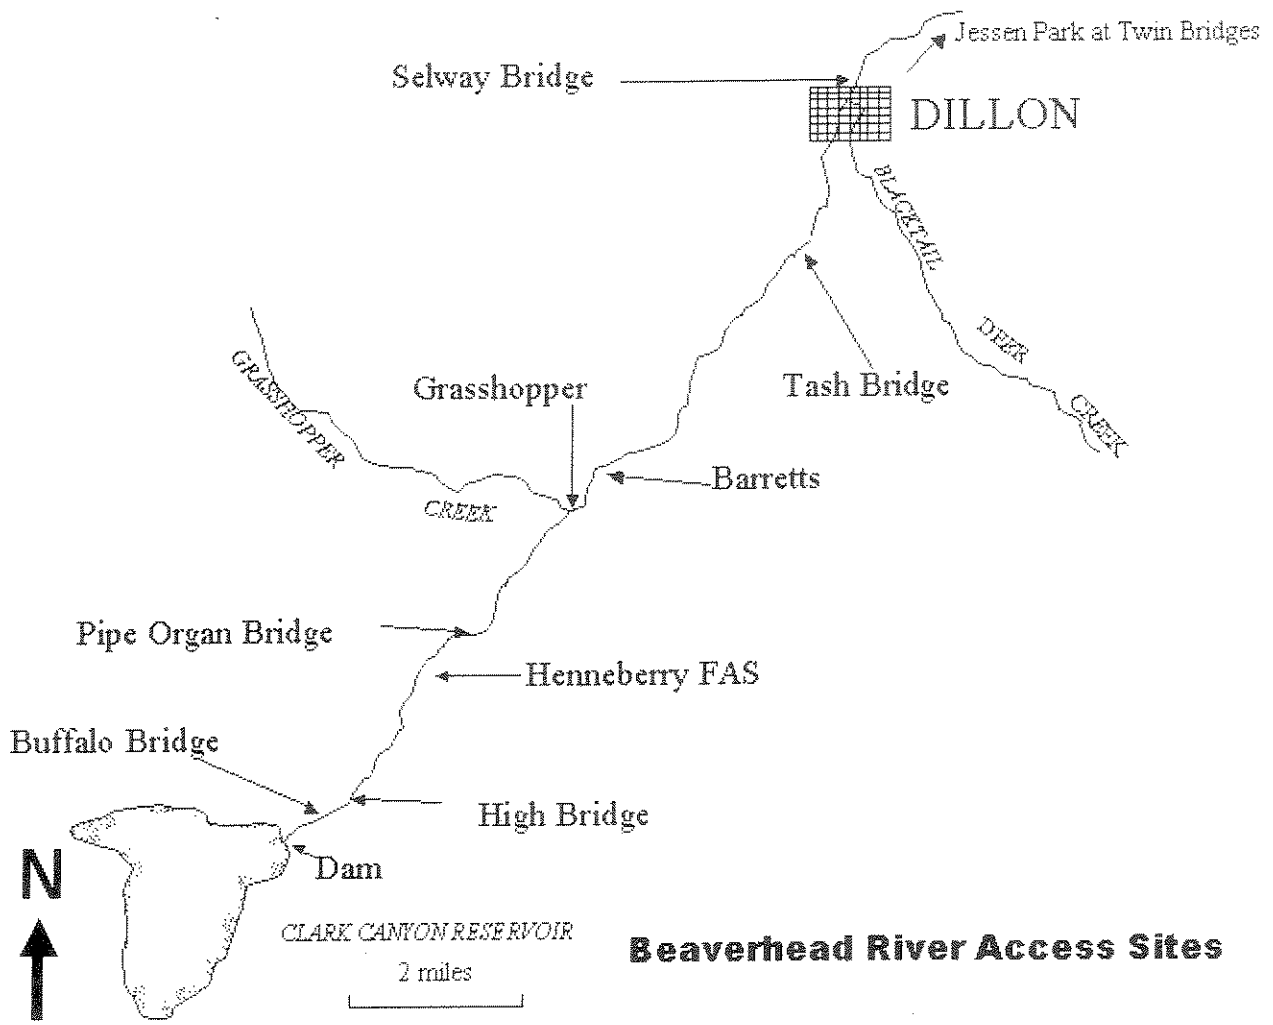 Jessen Park at Twin Bridges
Selway Bridge
DILLON
BLACKTAIL
DEER
CREEK
Tash Bridge
GRASSHOPPER
CREEK
Grasshopper
Barretts
Pipe Organ Bridge
Henneberry FAS
Buffalo Bridge
High Bridge
Dam
N
CLARK CANYON RESERVOIR
2 miles
Beaverhead River Access Sites